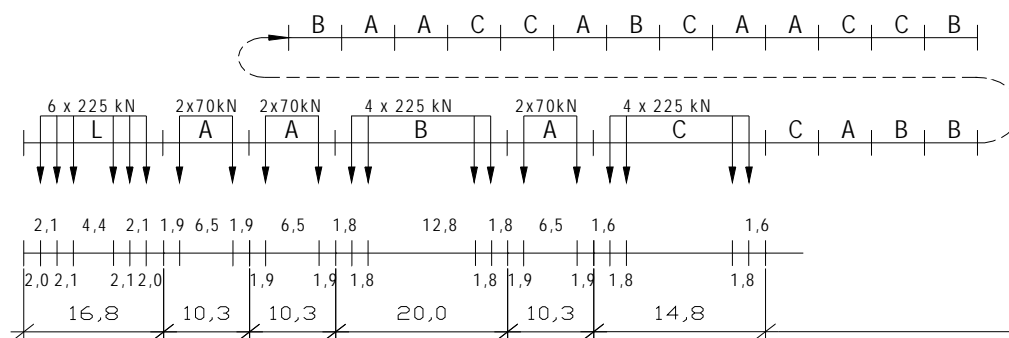 B A A C C A B C A A C C B
6 x 225 kN 2x70kN 2x70kN 4 x 225 kN 2x70kN 4 x 225 kN
L A A B A C C A B B
2,1 4,4 2,1 1,9 6,5 1,9 6,5 1,8 12,8 1,8 6,5 1,6 1,6
2,0 2,1 2,1 2,0 1,9 1,9 1,8 1,8 1,9 1,9 1,8 1,8
16,8 10,3 10,3 20,0 10,3 14,8